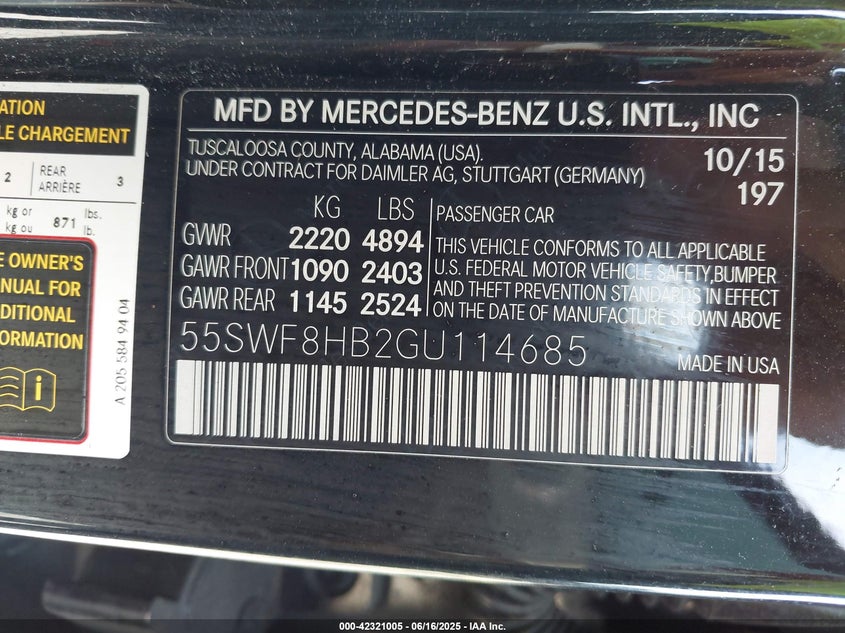 ATION
LE CHARGEMENT
2 REAR ARRIÈRE 3
kg or
kg ou 871 lbs.
lb.
E OWNER'S
ANUAL FOR
DDITIONAL
FORMATION
i
A 205 584 94 04
MFD BY MERCEDES-BENZ U.S. INTL., INC
TUSCALOOSA COUNTY, ALABAMA (USA).
UNDER CONTRACT FOR DAIMLER AG, STUTTGART (GERMANY)
10/15
197
KG LBS
GVWR 2220 4894
GAWR FRONT 1090 2403
GAWR REAR 1145 2524
PASSENGER CAR
THIS VEHICLE CONFORMS TO ALL APPLICABLE
U.S. FEDERAL MOTOR VEHICLE SAFETY,BUMPER
AND THEFT PREVENTION STANDARDS IN EFFECT
ON THE DATE OF MANUFACTURE SHOWN ABOVE.
55SWF8HB2GU114685
MADE IN USA
000-42321005 - 06/16/2025 - IAA Inc.